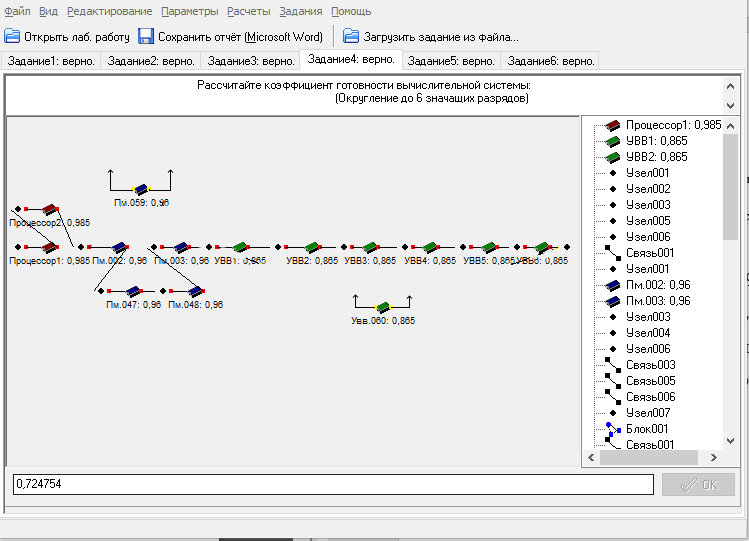 Файл Вид Редактирование Параметры Расчеты Задания Помощь
Открыть лаб. работу Сохранить отчёт (Microsoft Word) Загрузить задание из файла...
Задание1: верно. Задание2: верно. Задание3: верно. Задание4: верно. Задание5: верно. Задание6: верно.
Рассчитайте коэффициент готовности вычислительной системы:
(Округление до 6 значащих разрядов)
Пм.059: 0,96
Процессор2: 0,985
Процессор1: 0,985 Пм.002: 0,96 Пм.003: 0,96 УВВ1: 0,865 УВВ2: 0,865 УВВ3: 0,865 УВВ4: 0,865 УВВ5: 0,865 0,865
Пм.047: 0,96 Пм.048: 0,96
Увв.060: 0,865
Процессор1: 0,985
УВВ1: 0,865
УВВ2: 0,865
Узел001
Узел002
Узел003
Узел005
Узел006
Связь001
Узел001
Пм.002: 0,96
Пм.003: 0,96
Узел003
Узел004
Узел006
Связь003
Связь005
Связь006
Узел007
Блок001
Связь001
0,724754
OK